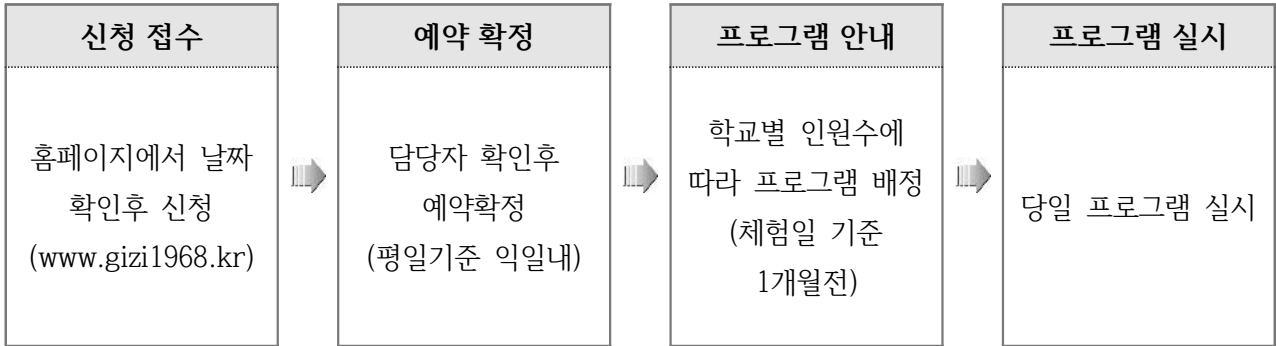 신청 접수
홈페이지에서 날짜
확인후 신청
(www.gizi1968.kr)
예약 확정
담당자 확인후
예약확정
(평일기준 익일내)
프로그램 안내
학교별 인원수에
따라 프로그램 배정
(체험일 기준
1개월전)
프로그램 실시
당일 프로그램 실시